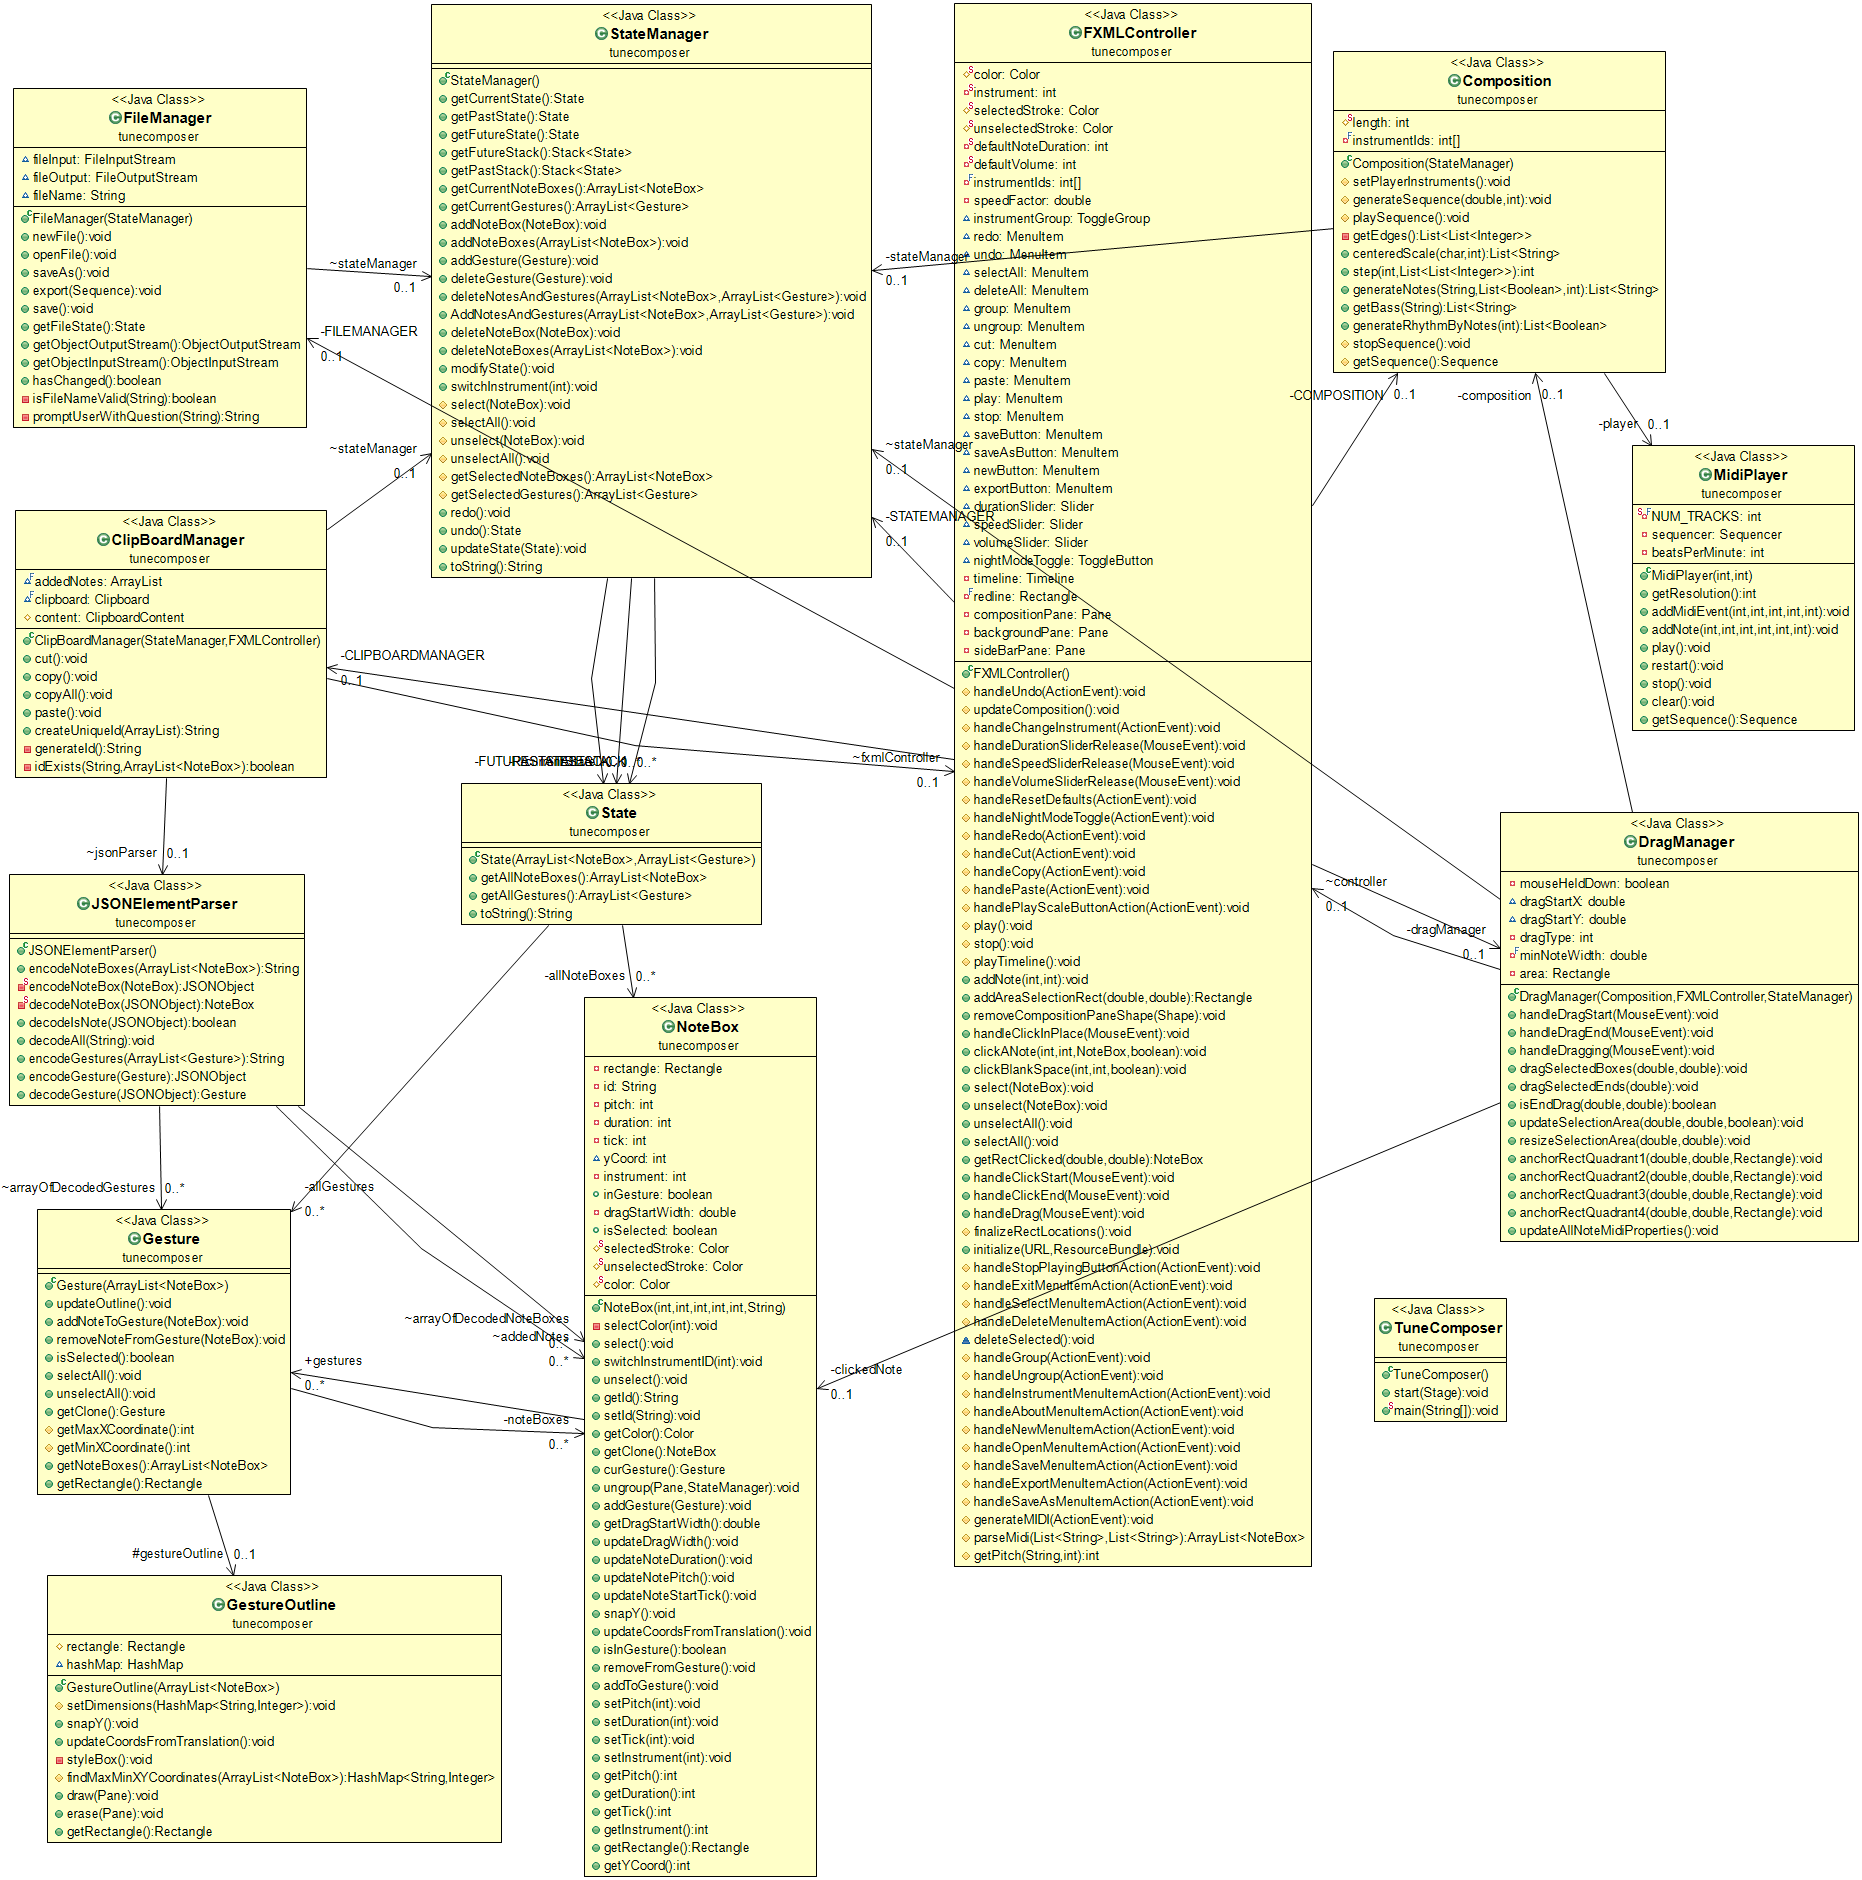 <<Java Class>>
FileManager
tunecomposer
fileInput: FileInputStream
fileOutput: FileOutputStream
fileName: String
FileManager(StateManager)
newFile():void
openFile():void
saveAs():void
export(Sequence):void
save():void
getFileState():State
getObjectOutputStream():ObjectOutputStream
getObjectInputStream():ObjectInputStream
hasChanged():boolean
isFileNameValid(String):boolean
promptUserWithQuestion(String):String
<<Java Class>>
StateManager
tunecomposer
StateManager()
getCurrentState():State
getPastState():State
getFutureState():State
getFutureStack():Stack<State>
getPastStack():Stack<State>
getCurrentNoteBoxes():ArrayList<NoteBox>
getCurrentGestures():ArrayList<Gesture>
addNoteBox(NoteBox):void
addNoteBoxes(ArrayList<NoteBox>):void
addGesture(Gesture):void
deleteGesture(Gesture):void
deleteNotesAndGestures(ArrayList<NoteBox>,ArrayList<Gesture>):void
AddNotesAndGestures(ArrayList<NoteBox>,ArrayList<Gesture>):void
deleteNoteBox(NoteBox):void
deleteNoteBoxes(ArrayList<NoteBox>):void
modifyState():void
switchInstrument(int):void
select(NoteBox):void
selectAll():void
unselect(NoteBox):void
unselectAll():void
getSelectedNoteBoxes():ArrayList<NoteBox>
getSelectedGestures():ArrayList<Gesture>
redo():void
undo():State
updateState(State):void
toString():String
<<Java Class>>
FXMLController
tunecomposer
color: Color
instrument: int
selectedStroke: Color
unselectedStroke: Color
defaultNoteDuration: int
defaultVolume: int
instrumentIds: int[]
speedFactor: double
instrumentGroup: ToggleGroup
redo: MenuItem
undo: MenuItem
selectAll: MenuItem
deleteAll: MenuItem
group: MenuItem
ungroup: MenuItem
cut: MenuItem
copy: MenuItem
paste: MenuItem
play: MenuItem
stop: MenuItem
saveButton: MenuItem
saveAsButton: MenuItem
newButton: MenuItem
exportButton: MenuItem
durationSlider: Slider
speedSlider: Slider
volumeSlider: Slider
nightModeToggle: ToggleButton
timeline: Timeline
redline: Rectangle
compositionPane: Pane
backgroundPane: Pane
sideBarPane: Pane
FXMLController()
handleUndo(ActionEvent):void
updateComposition():void
handleChangeInstrument(ActionEvent):void
handleDurationSliderRelease(MouseEvent):void
handleSpeedSliderRelease(MouseEvent):void
handleVolumeSliderRelease(MouseEvent):void
handleResetDefaults(ActionEvent):void
handleNightModeToggle(ActionEvent):void
handleRedo(ActionEvent):void
handleCut(ActionEvent):void
handleCopy(ActionEvent):void
handlePaste(ActionEvent):void
handlePlayScaleButtonAction(ActionEvent):void
play():void
stop():void
playTimeline():void
addNote(int,int):void
addAreaSelectionRect(double,double):Rectangle
removeCompositionPaneShape(Shape):void
handleClickInPlace(MouseEvent):void
clickANote(int,int,NoteBox,boolean):void
clickBlankSpace(int,int,boolean):void
select(NoteBox):void
unselect(NoteBox):void
unselectAll():void
selectAll():void
getRectClicked(double,double):NoteBox
handleClickStart(MouseEvent):void
handleClickEnd(MouseEvent):void
handleDrag(MouseEvent):void
finalizeRectLocations():void
initialize(URL,ResourceBundle):void
handleStopPlayingButtonAction(ActionEvent):void
handleExitMenuItemAction(ActionEvent):void
handleSelectMenuItemAction(ActionEvent):void
handleDeleteMenuItemAction(ActionEvent):void
deleteSelected():void
handleGroup(ActionEvent):void
handleUngroup(ActionEvent):void
handleInstrumentMenuItemAction(ActionEvent):void
handleAboutMenuItemAction(ActionEvent):void
handleNewMenuItemAction(ActionEvent):void
handleOpenMenuItemAction(ActionEvent):void
handleSaveMenuItemAction(ActionEvent):void
handleExportMenuItemAction(ActionEvent):void
handleSaveAsMenuItemAction(ActionEvent):void
generateMIDI(ActionEvent):void
parseMidi(List<String>,List<String>):ArrayList<NoteBox>
getPitch(String,int):int
<<Java Class>>
Composition
tunecomposer
length: int
instrumentIds: int[]
Composition(StateManager)
setPlayerInstruments():void
generateSequence(double,int):void
playSequence():void
getEdges():List<List<Integer>>
centeredScale(char,int):List<String>
step(int,List<List<Integer>>):int
generateNotes(String,List<Boolean>,int):List<String>
getBass(String):List<String>
generateRhythmByNotes(int):List<Boolean>
stopSequence():void
getSequence():Sequence
~stateManager
0..1
-FILEMANAGER
0..1
~stateManager
0..1
-stateManager
0..1
~stateManager
0..1
-STATEMANAGER
0..1
-COMPOSITION 0..1
-composition 0..1
-player 0..1
<<Java Class>>
MidiPlayer
tunecomposer
NUM_TRACKS: int
sequencer: Sequencer
beatsPerMinute: int
MidiPlayer(int,int)
getResolution():int
addMidiEvent(int,int,int,int,int):void
addNote(int,int,int,int,int,int):void
play():void
restart():void
stop():void
clear():void
getSequence():Sequence
<<Java Class>>
ClipBoardManager
tunecomposer
addedNotes: ArrayList
clipboard: Clipboard
content: ClipboardContent
ClipBoardManager(StateManager,FXMLController)
cut():void
copy():void
copyAll():void
paste():void
createUniqueId(ArrayList):String
generateId():String
idExists(String,ArrayList<NoteBox>):boolean
-CLIPBOARDMANAGER
0..1
~fxmlController
0..1
~jsonParser 0..1
<<Java Class>>
State
tunecomposer
State(ArrayList<NoteBox>,ArrayList<Gesture>)
getAllNoteBoxes():ArrayList<NoteBox>
getAllGestures():ArrayList<Gesture>
toString():String
<<Java Class>>
DragManager
tunecomposer
mouseHeldDown: boolean
dragStartX: double
dragStartY: double
dragType: int
minNoteWidth: double
area: Rectangle
DragManager(Composition,FXMLController,StateManager)
handleDragStart(MouseEvent):void
handleDragEnd(MouseEvent):void
handleDragging(MouseEvent):void
dragSelectedBoxes(double,double):void
dragSelectedEnds(double):void
isEndDrag(double,double):boolean
updateSelectionArea(double,double,boolean):void
resizeSelectionArea(double,double):void
anchorRectQuadrant1(double,double,Rectangle):void
anchorRectQuadrant2(double,double,Rectangle):void
anchorRectQuadrant3(double,double,Rectangle):void
anchorRectQuadrant4(double,double,Rectangle):void
updateAllNoteMidiProperties():void
~controller
0..1
-dragManager
0..1
<<Java Class>>
JSONElementParser
tunecomposer
JSONElementParser()
encodeNoteBoxes(ArrayList<NoteBox>):String
encodeNoteBox(NoteBox):JSONObject
decodeNoteBox(JSONObject):NoteBox
decodeIsNote(JSONObject):boolean
decodeAll(String):void
encodeGestures(ArrayList<Gesture>):String
encodeGesture(Gesture):JSONObject
decodeGesture(JSONObject):Gesture
-allNoteBoxes 0..*
~arrayOfDecodedGestures 0..*
-allGestures
0..*
<<Java Class>>
NoteBox
tunecomposer
rectangle: Rectangle
id: String
pitch: int
duration: int
tick: int
yCoord: int
instrument: int
inGesture: boolean
dragStartWidth: double
isSelected: boolean
selectedStroke: Color
unselectedStroke: Color
color: Color
NoteBox(int,int,int,int,int,String)
selectColor(int):void
select():void
switchInstrumentID(int):void
unselect():void
getId():String
setId(String):void
getColor():Color
getClone():NoteBox
curGesture():Gesture
ungroup(Pane,StateManager):void
addGesture(Gesture):void
getDragStartWidth():double
updateDragWidth():void
updateNoteDuration():void
updateNotePitch():void
updateNoteStartTick():void
snapY():void
updateCoordsFromTranslation():void
isInGesture():boolean
removeFromGesture():void
addToGesture():void
setPitch(int):void
setDuration(int):void
setTick(int):void
setInstrument(int):void
getPitch():int
getDuration():int
getTick():int
getInstrument():int
getRectangle():Rectangle
getYCoord():int
<<Java Class>>
Gesture
tunecomposer
Gesture(ArrayList<NoteBox>)
updateOutline():void
addNoteToGesture(NoteBox):void
removeNoteFromGesture(NoteBox):void
isSelected():boolean
selectAll():void
unselectAll():void
getClone():Gesture
getMaxXCoordinate():int
getMinXCoordinate():int
getNoteBoxes():ArrayList<NoteBox>
getRectangle():Rectangle
~arrayOfDecodedNoteBoxes
0..*
~addedNotes
0..*
+gestures
0..*
-noteBoxes
0..*
-clickedNote
0..1
<<Java Class>>
TuneComposer
tunecomposer
TuneComposer()
start(Stage):void
main(String[]):void
#gestureOutline 0..1
<<Java Class>>
GestureOutline
tunecomposer
rectangle: Rectangle
hashMap: HashMap
GestureOutline(ArrayList<NoteBox>)
setDimensions(HashMap<String,Integer>):void
snapY():void
updateCoordsFromTranslation():void
styleBox():void
findMaxMinXYCoordinates(ArrayList<NoteBox>):HashMap<String,Integer>
draw(Pane):void
erase(Pane):void
getRectangle():Rectangle